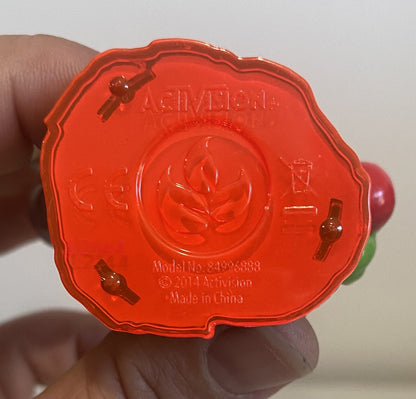 ACTIVISION
CE
Model No. 84996888
© 2014 Activision
Made in China